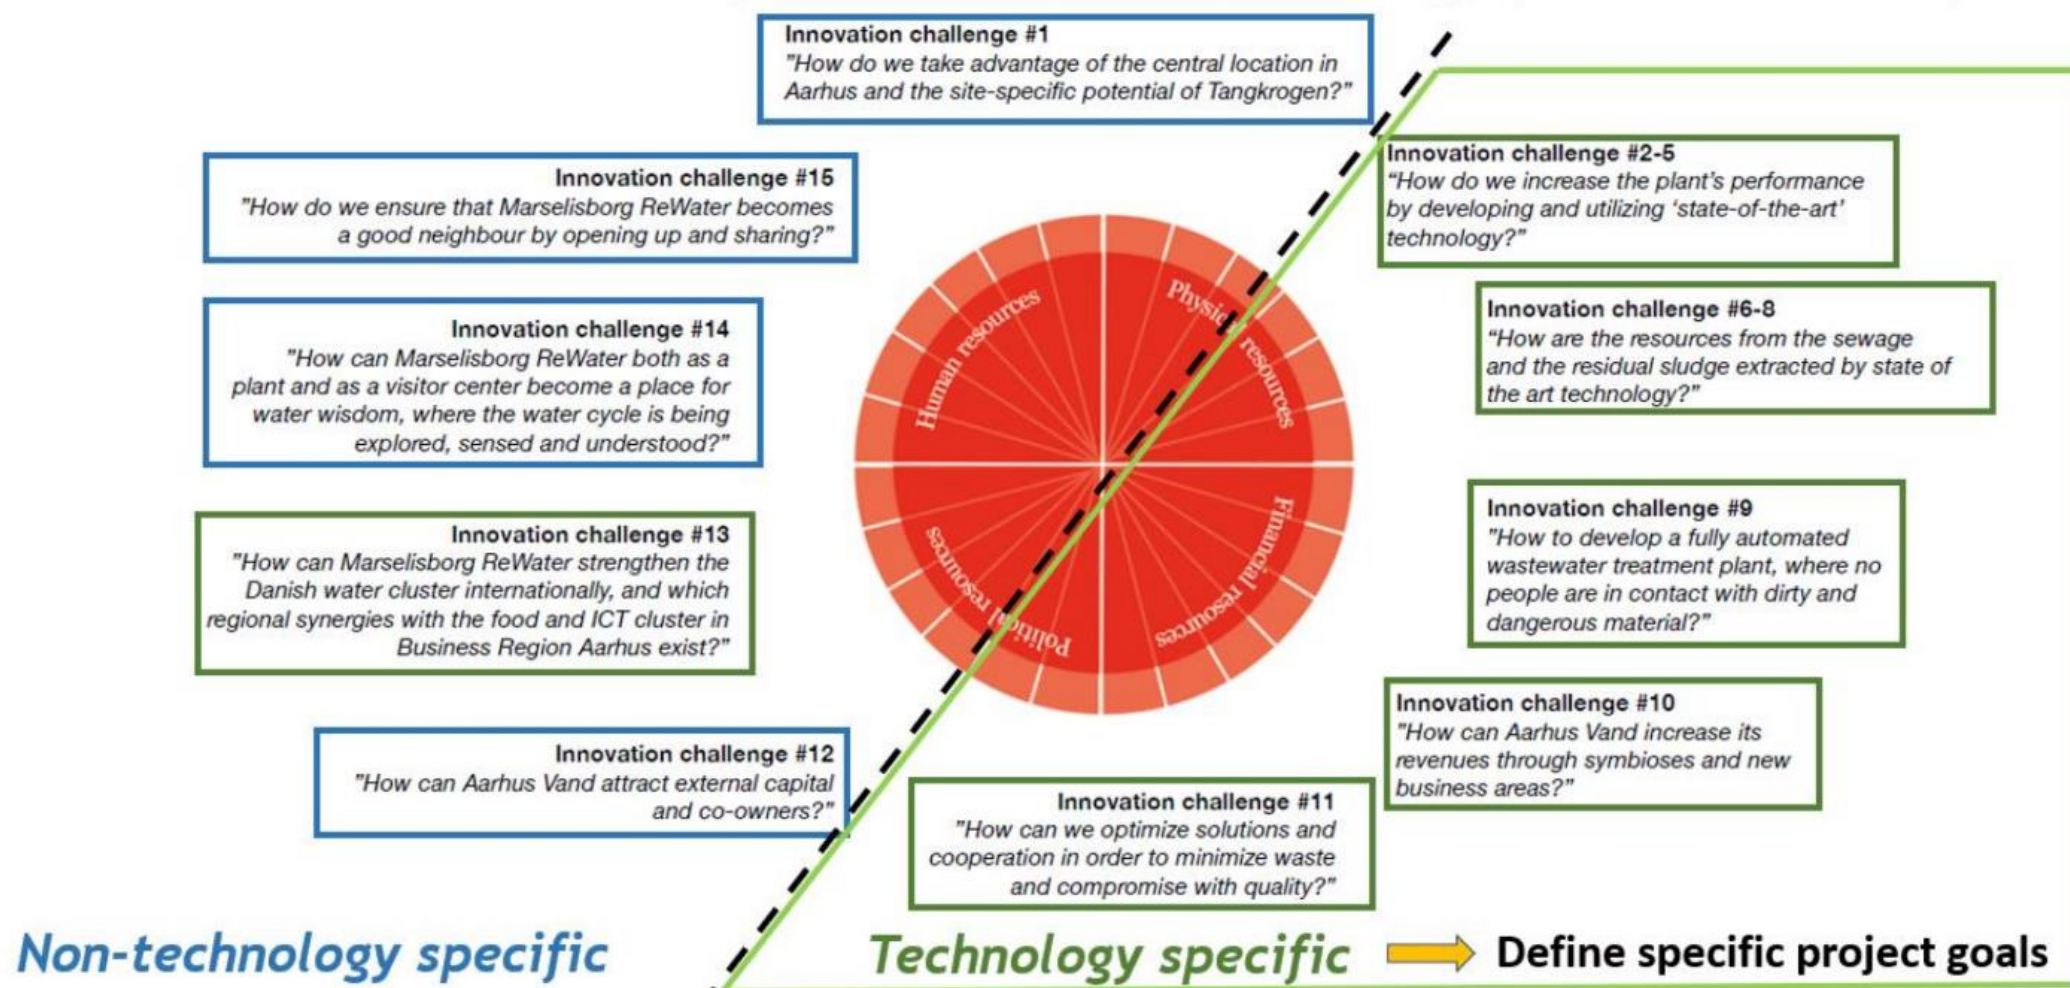 Innovation challenge #1
"How do we take advantage of the central location in
Aarhus and the site-specific potential of Tangkrogen?"
Innovation challenge #15
"How do we ensure that Marselisborg ReWater becomes
a good neighbour by opening up and sharing?"
Innovation challenge #14
"How can Marselisborg ReWater both as a
plant and as a visitor center become a place for
water wisdom, where the water cycle is being
explored, sensed and understood?"
Innovation challenge #13
"How can Marselisborg ReWater strengthen the
Danish water cluster internationally, and which
regional synergies with the food and ICT cluster in
Business Region Aarhus exist?"
Innovation challenge #12
"How can Aarhus Vand attract external capital
and co-owners?"
Human resources
Physical resources
Political resources
Financial resources
Innovation challenge #2-5
“How do we increase the plant’s performance
by developing and utilizing ‘state-of-the-art’
technology?”
Innovation challenge #6-8
“How are the resources from the sewage
and the residual sludge extracted by state of
the art technology?”
Innovation challenge #9
"How to develop a fully automated
wastewater treatment plant, where no
people are in contact with dirty and
dangerous material?"
Innovation challenge #10
"How can Aarhus Vand increase its
revenues through symbioses and new
business areas?"
Innovation challenge #11
"How can we optimize solutions and
cooperation in order to minimize waste
and compromise with quality?"
Non-technology specific
Technology specific
Define specific project goals